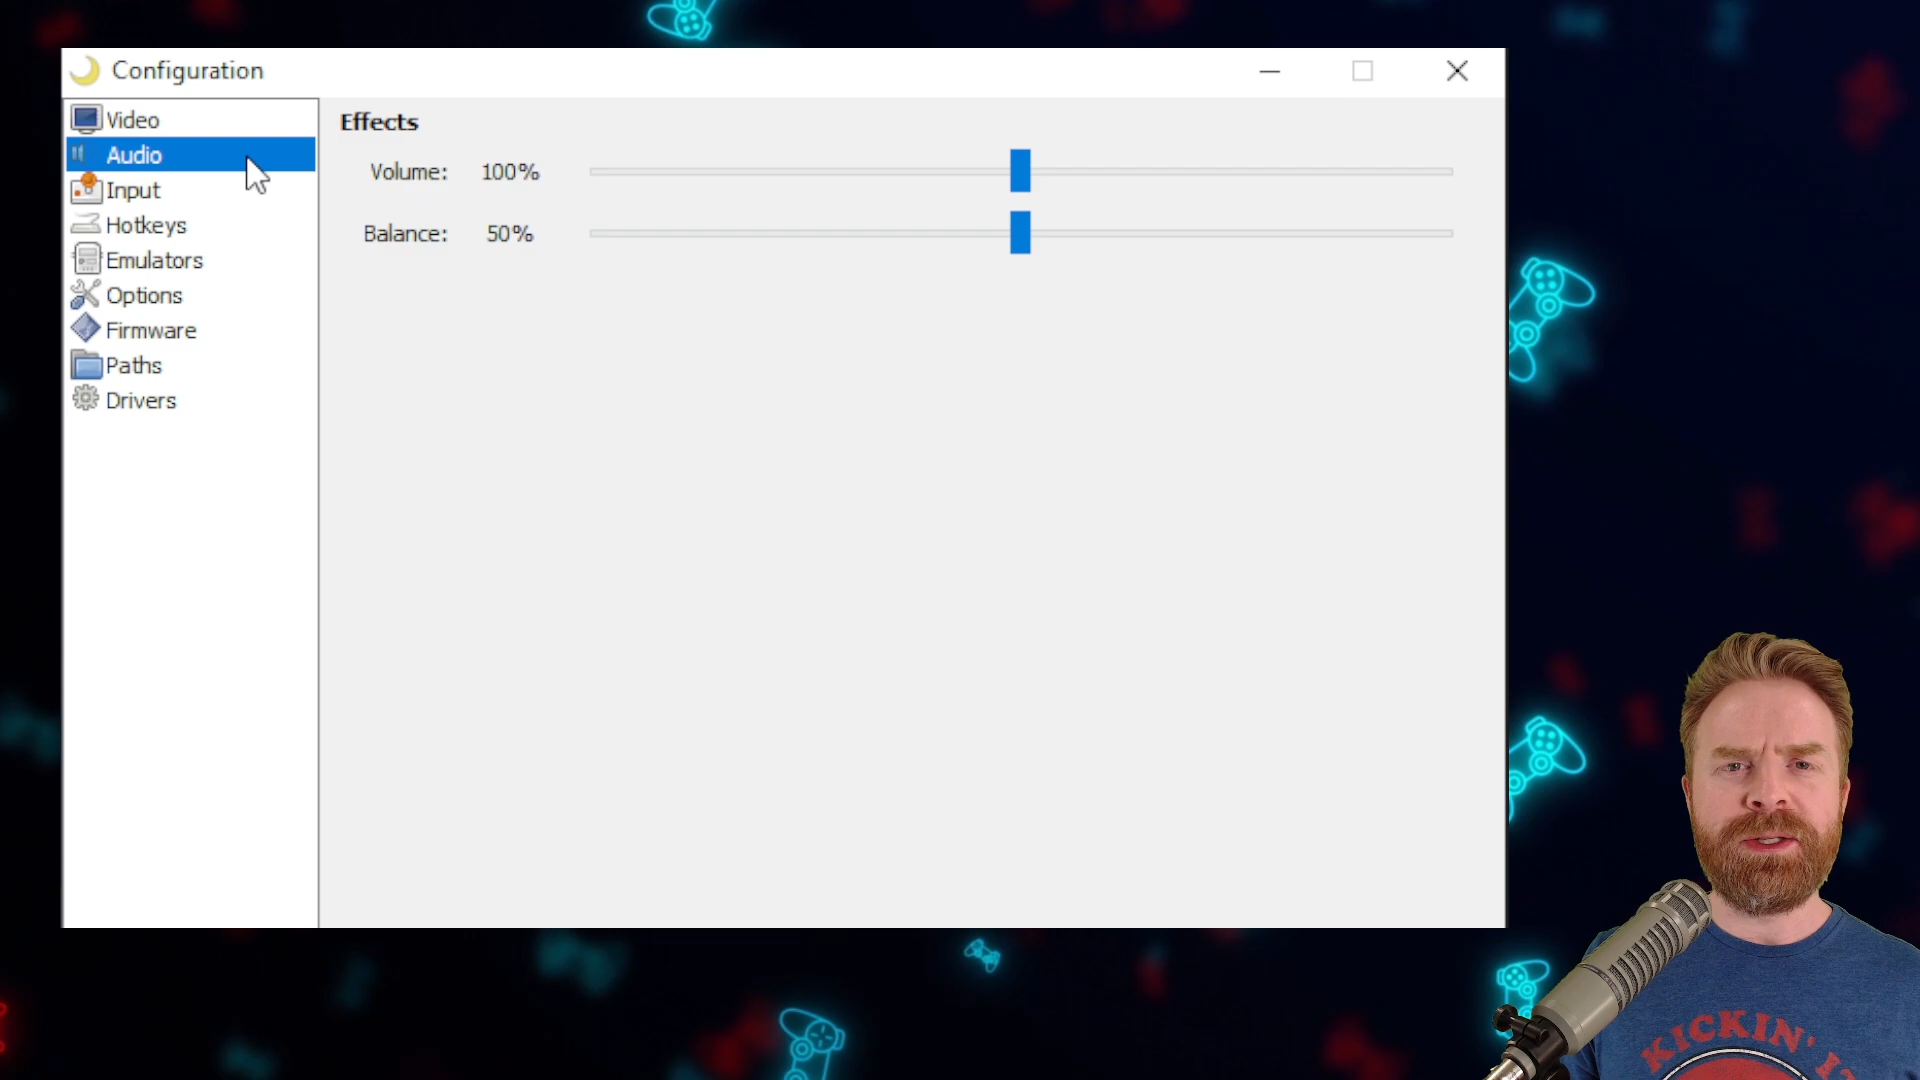 Configuration
Video
Audio
Input
Hotkeys
Emulators
Options
Firmware
Paths
Drivers
Effects
Volume: 100%
Balance: 50%
KICKIN'